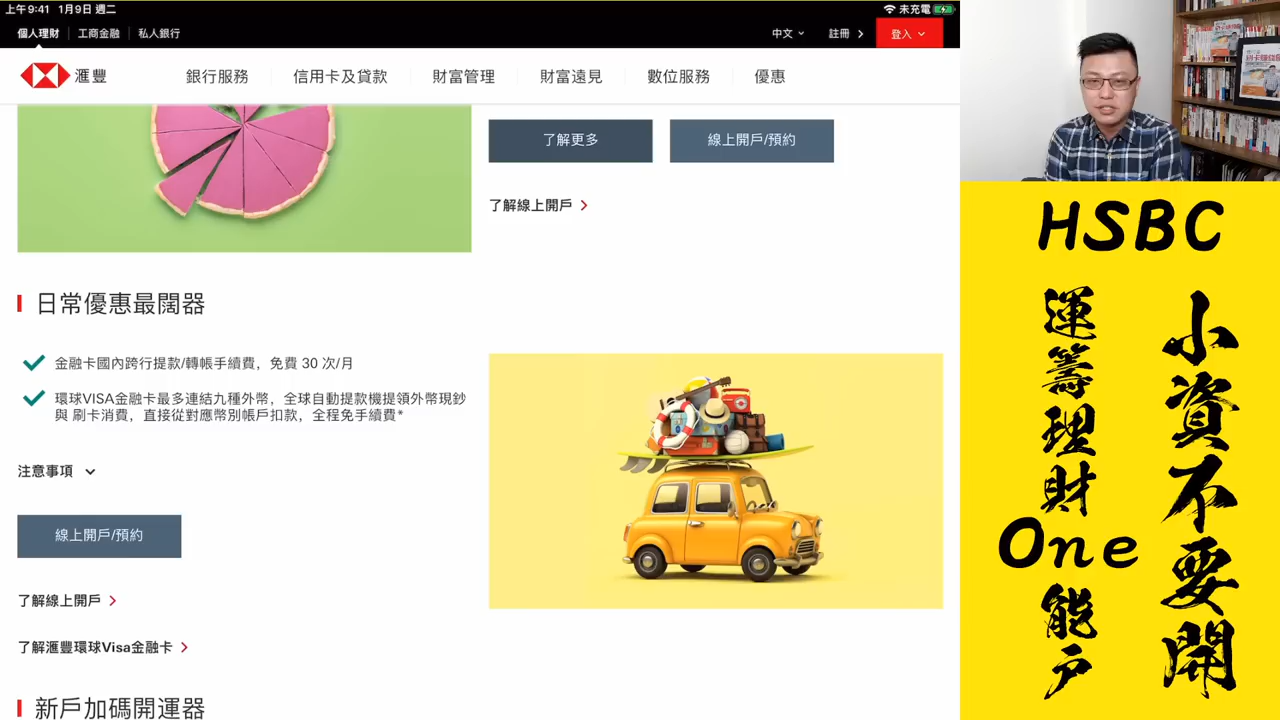 上午9:41 1月9日 週二
未充電
個人理財
工商金融
私人銀行
中文
註冊
登入
滙豐
銀行服務
信用卡及貸款
財富管理
財富遠見
數位服務
優惠
了解更多
線上開戶/預約
了解線上開戶
日常優惠最闊器
金融卡國內跨行提款/轉帳手續費，免費 30 次/月
環球VISA金融卡最多連結九種外幣，全球自動提款機提領外幣現鈔
與 刷卡消費，直接從對應幣別帳戶扣款，全程免手續費*
注意事項
線上開戶/預約
了解線上開戶
了解滙豐環球Visa金融卡
新戶加碼開運器
HSBC
運籌理財One能戶
小資不要開